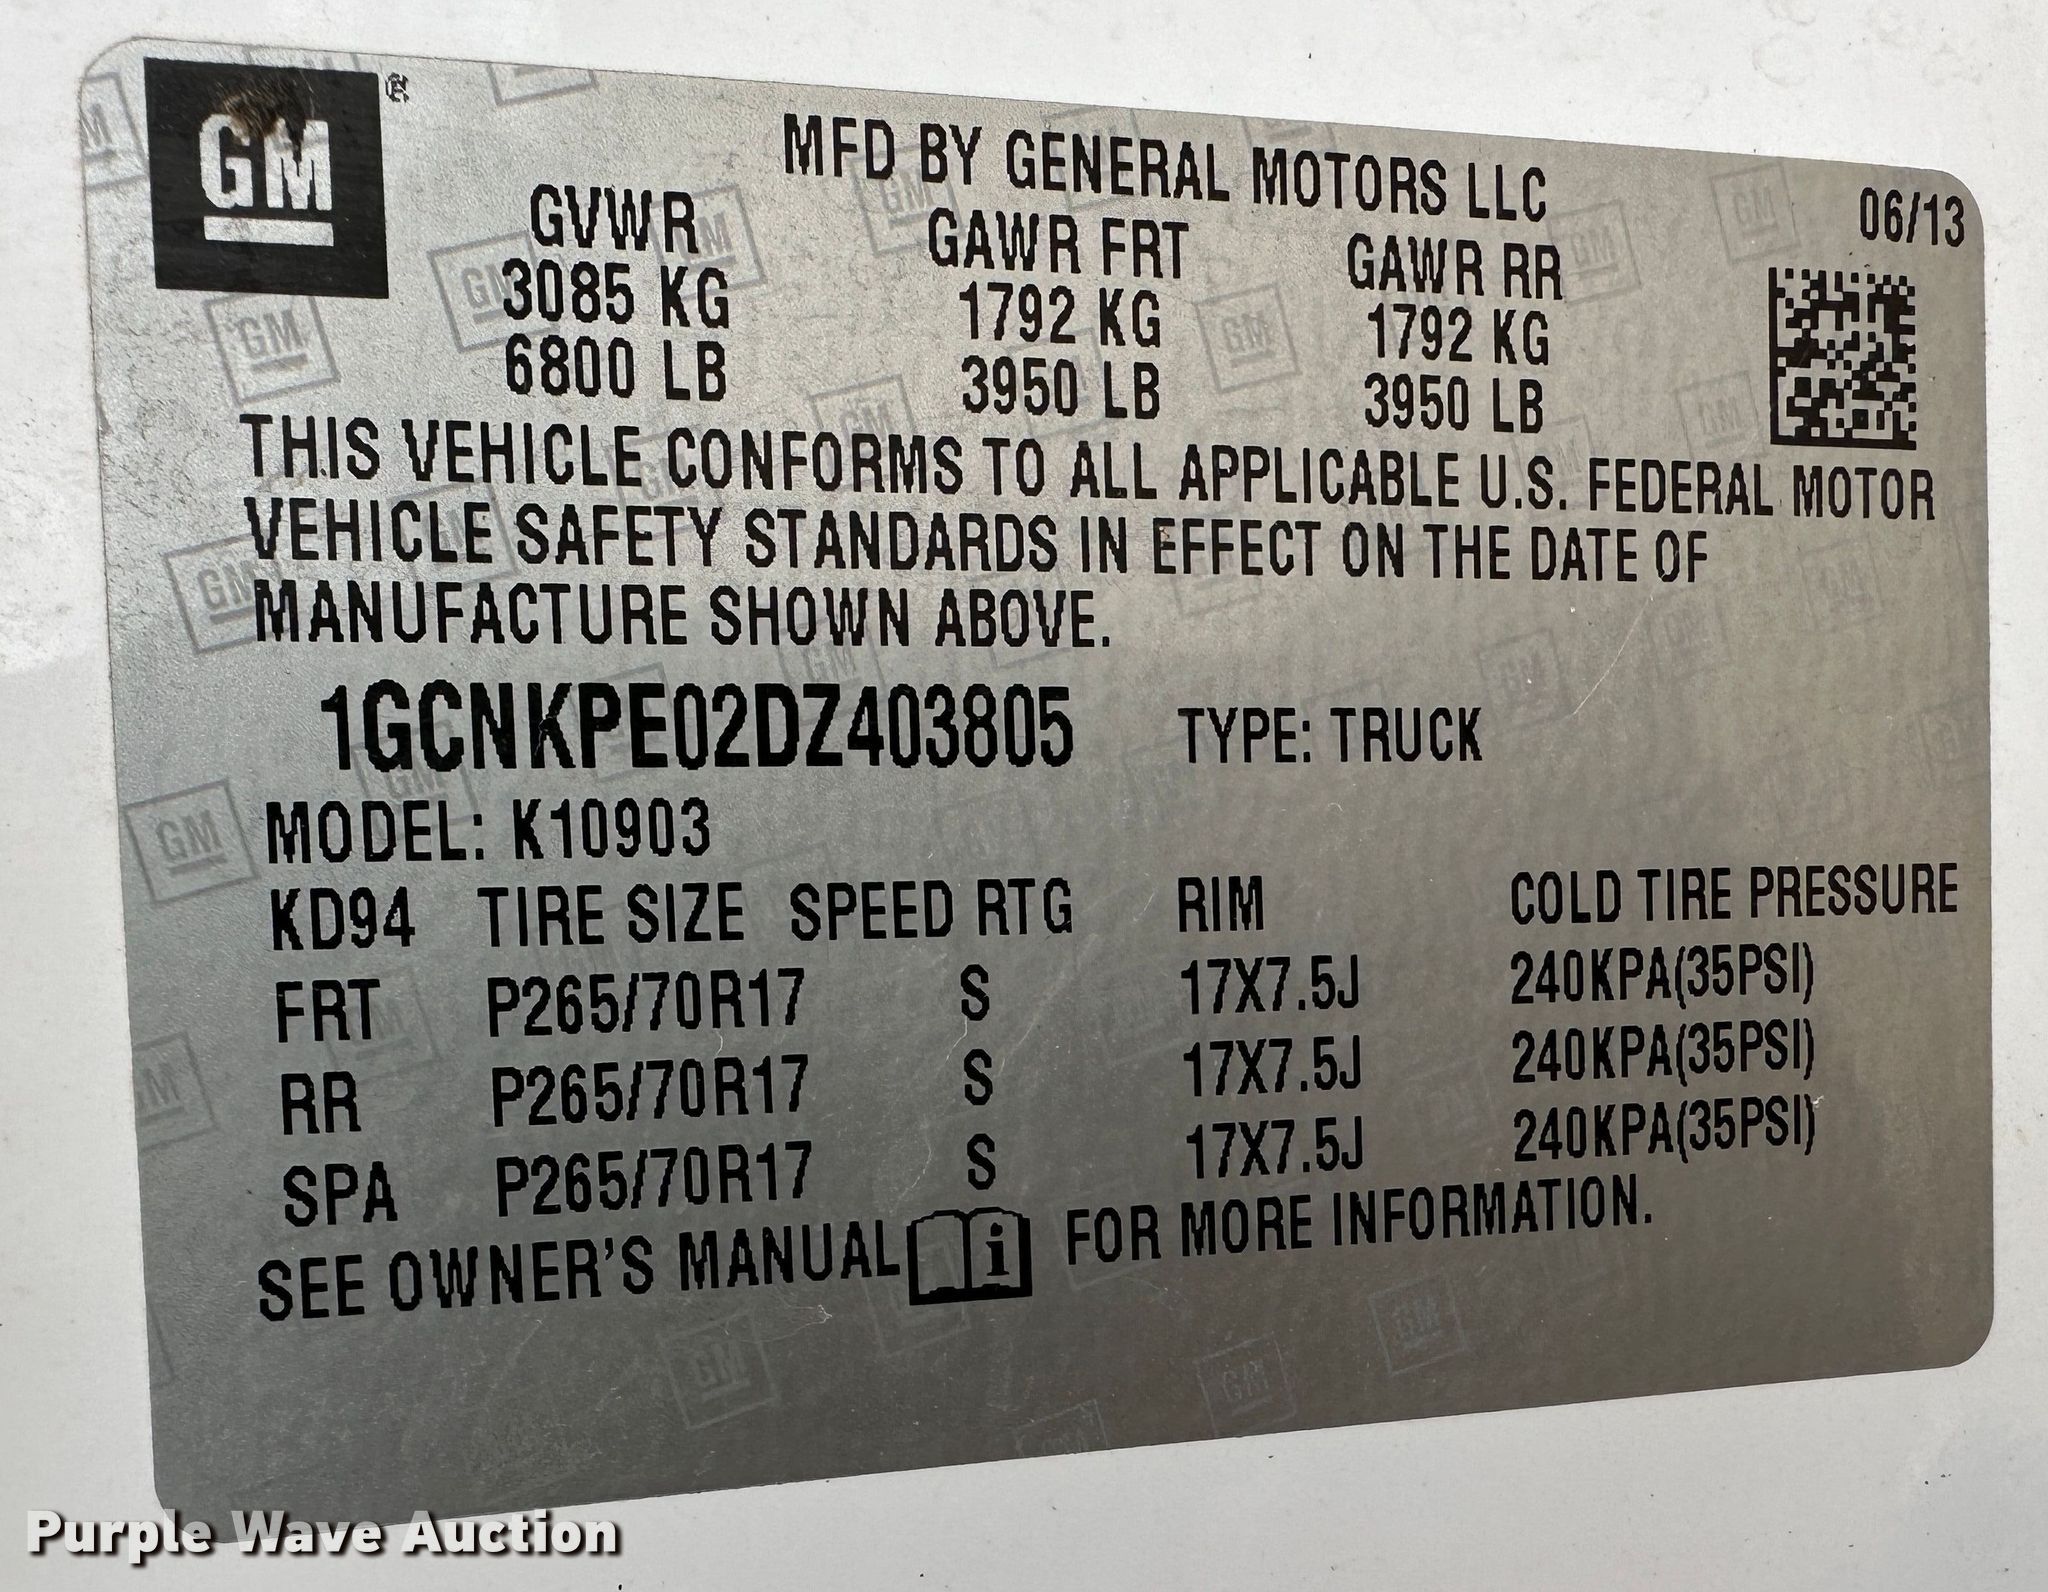 GM ®
MFD BY GENERAL MOTORS LLC
06/13
GVWR GAWR FRT GAWR RR
3085 KG 1792 KG 1792 KG
6800 LB 3950 LB 3950 LB
THIS VEHICLE CONFORMS TO ALL APPLICABLE U.S. FEDERAL MOTOR
VEHICLE SAFETY STANDARDS IN EFFECT ON THE DATE OF
MANUFACTURE SHOWN ABOVE.
1GCNKPE02DZ403805 TYPE: TRUCK
MODEL: K10903
KD94 TIRE SIZE SPEED RTG RIM COLD TIRE PRESSURE
FRT P265/70R17 S 17X7.5J 240KPA(35PSI)
RR P265/70R17 S 17X7.5J 240KPA(35PSI)
SPA P265/70R17 S 17X7.5J 240KPA(35PSI)
SEE OWNER'S MANUAL i FOR MORE INFORMATION.
Purple Wave Auction